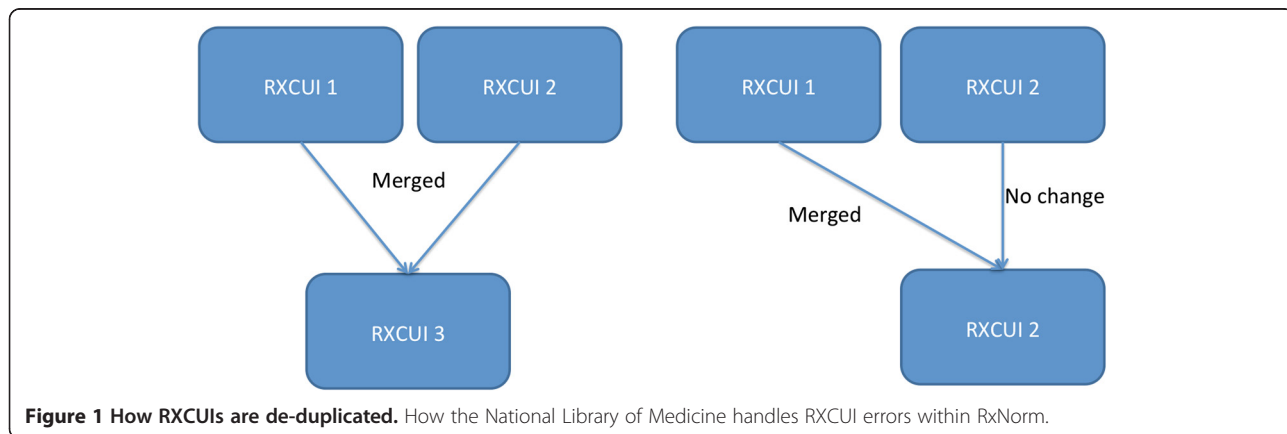 RXCUI 1
RXCUI 2
RXCUI 1
RXCUI 2
Merged
Merged
No change
RXCUI 3
RXCUI 2
Figure 1 How RXCUIs are de-duplicated. How the National Library of Medicine handles RXCUI errors within RxNorm.